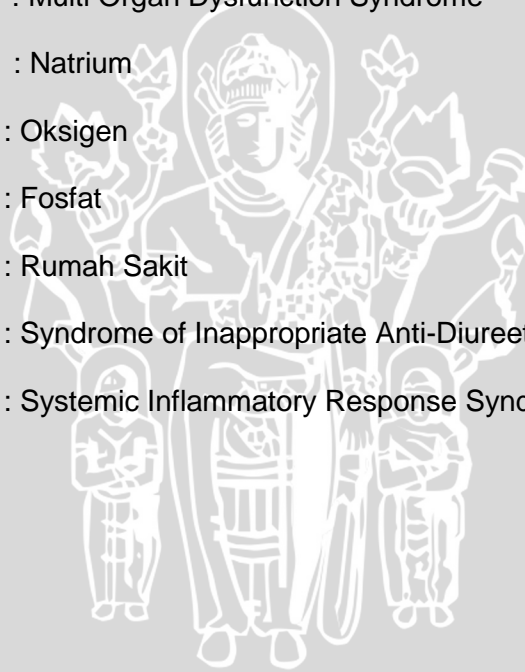 : Multi Organ Dysfunction Syndrome
: Natrium
: Oksigen
: Fosfat
: Rumah Sakit
: Syndrome of Inappropriate Anti-Diureet
: Systemic Inflammatory Response Sync